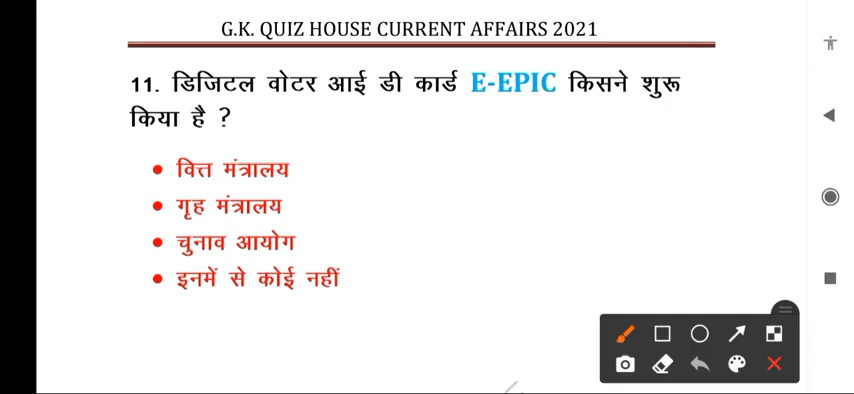 G.K. QUIZ HOUSE CURRENT AFFAIRS 2021
11. डिजिटल वोटर आई डी कार्ड E-EPIC किसने शुरू
किया है ?
• वित्त मंत्रालय
• गृह मंत्रालय
• चुनाव आयोग
• इनमें से कोई नहीं